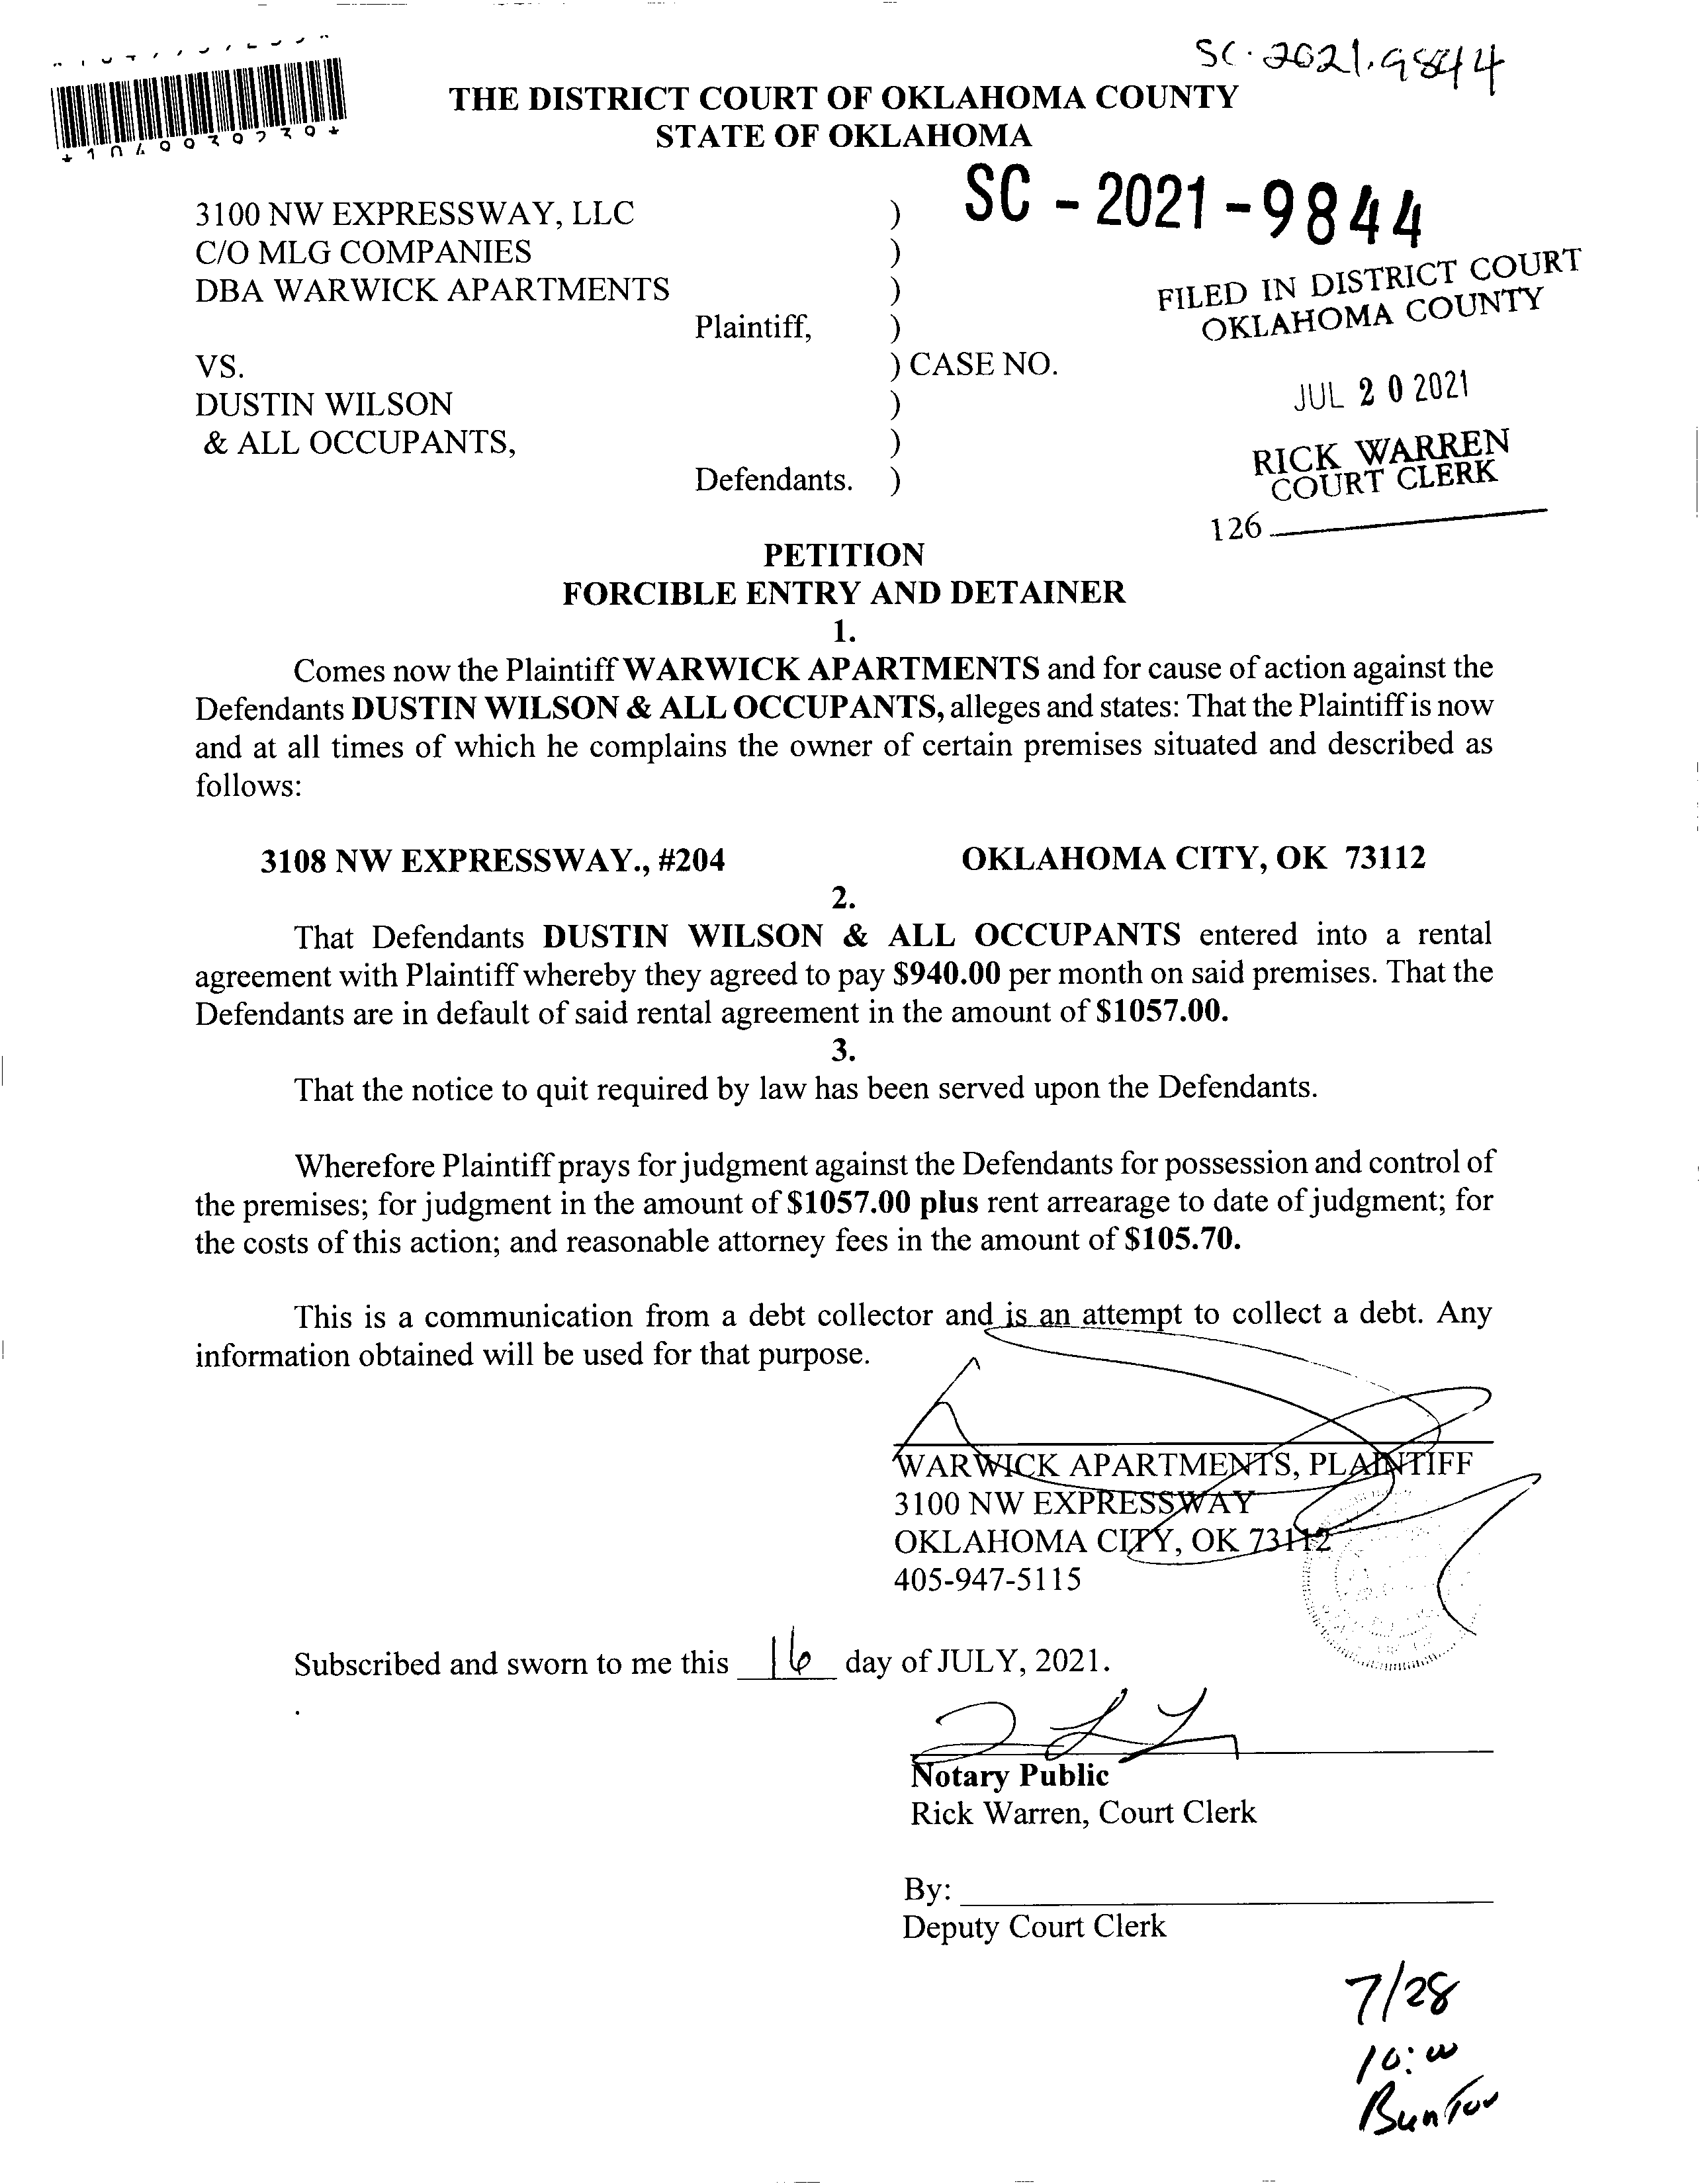 SC·2021·9844
*1049030239*
THE DISTRICT COURT OF OKLAHOMA COUNTY
STATE OF OKLAHOMA
SC - 2021 - 9844
3100 NW EXPRESSWAY, LLC )
C/O MLG COMPANIES )
DBA WARWICK APARTMENTS )
FILED IN DISTRICT COURT
OKLAHOMA COUNTY
Plaintiff, )
VS. ) CASE NO.
DUSTIN WILSON )
JUL 20 2021
& ALL OCCUPANTS, )
RICK WARREN
COURT CLERK
Defendants. )
126
PETITION
FORCIBLE ENTRY AND DETAINER
1.
Comes now the Plaintiff WARWICK APARTMENTS and for cause of action against the
Defendants DUSTIN WILSON & ALL OCCUPANTS, alleges and states: That the Plaintiff is now
and at all times of which he complains the owner of certain premises situated and described as
follows:
3108 NW EXPRESSWAY., #204 OKLAHOMA CITY, OK 73112
2.
That Defendants DUSTIN WILSON & ALL OCCUPANTS entered into a rental
agreement with Plaintiff whereby they agreed to pay $940.00 per month on said premises. That the
Defendants are in default of said rental agreement in the amount of $1057.00.
3.
That the notice to quit required by law has been served upon the Defendants.
Wherefore Plaintiff prays for judgment against the Defendants for possession and control of
the premises; for judgment in the amount of $1057.00 plus rent arrearage to date of judgment; for
the costs of this action; and reasonable attorney fees in the amount of $105.70.
This is a communication from a debt collector and is an attempt to collect a debt. Any
information obtained will be used for that purpose.
WARWICK APARTMENTS, PLAINTIFF
3100 NW EXPRESSWAY
OKLAHOMA CITY, OK 73112
405-947-5115
Subscribed and sworn to me this 16 day of JULY, 2021.
Notary Public
Rick Warren, Court Clerk
By:
Deputy Court Clerk
7/28
10:00
Bunton